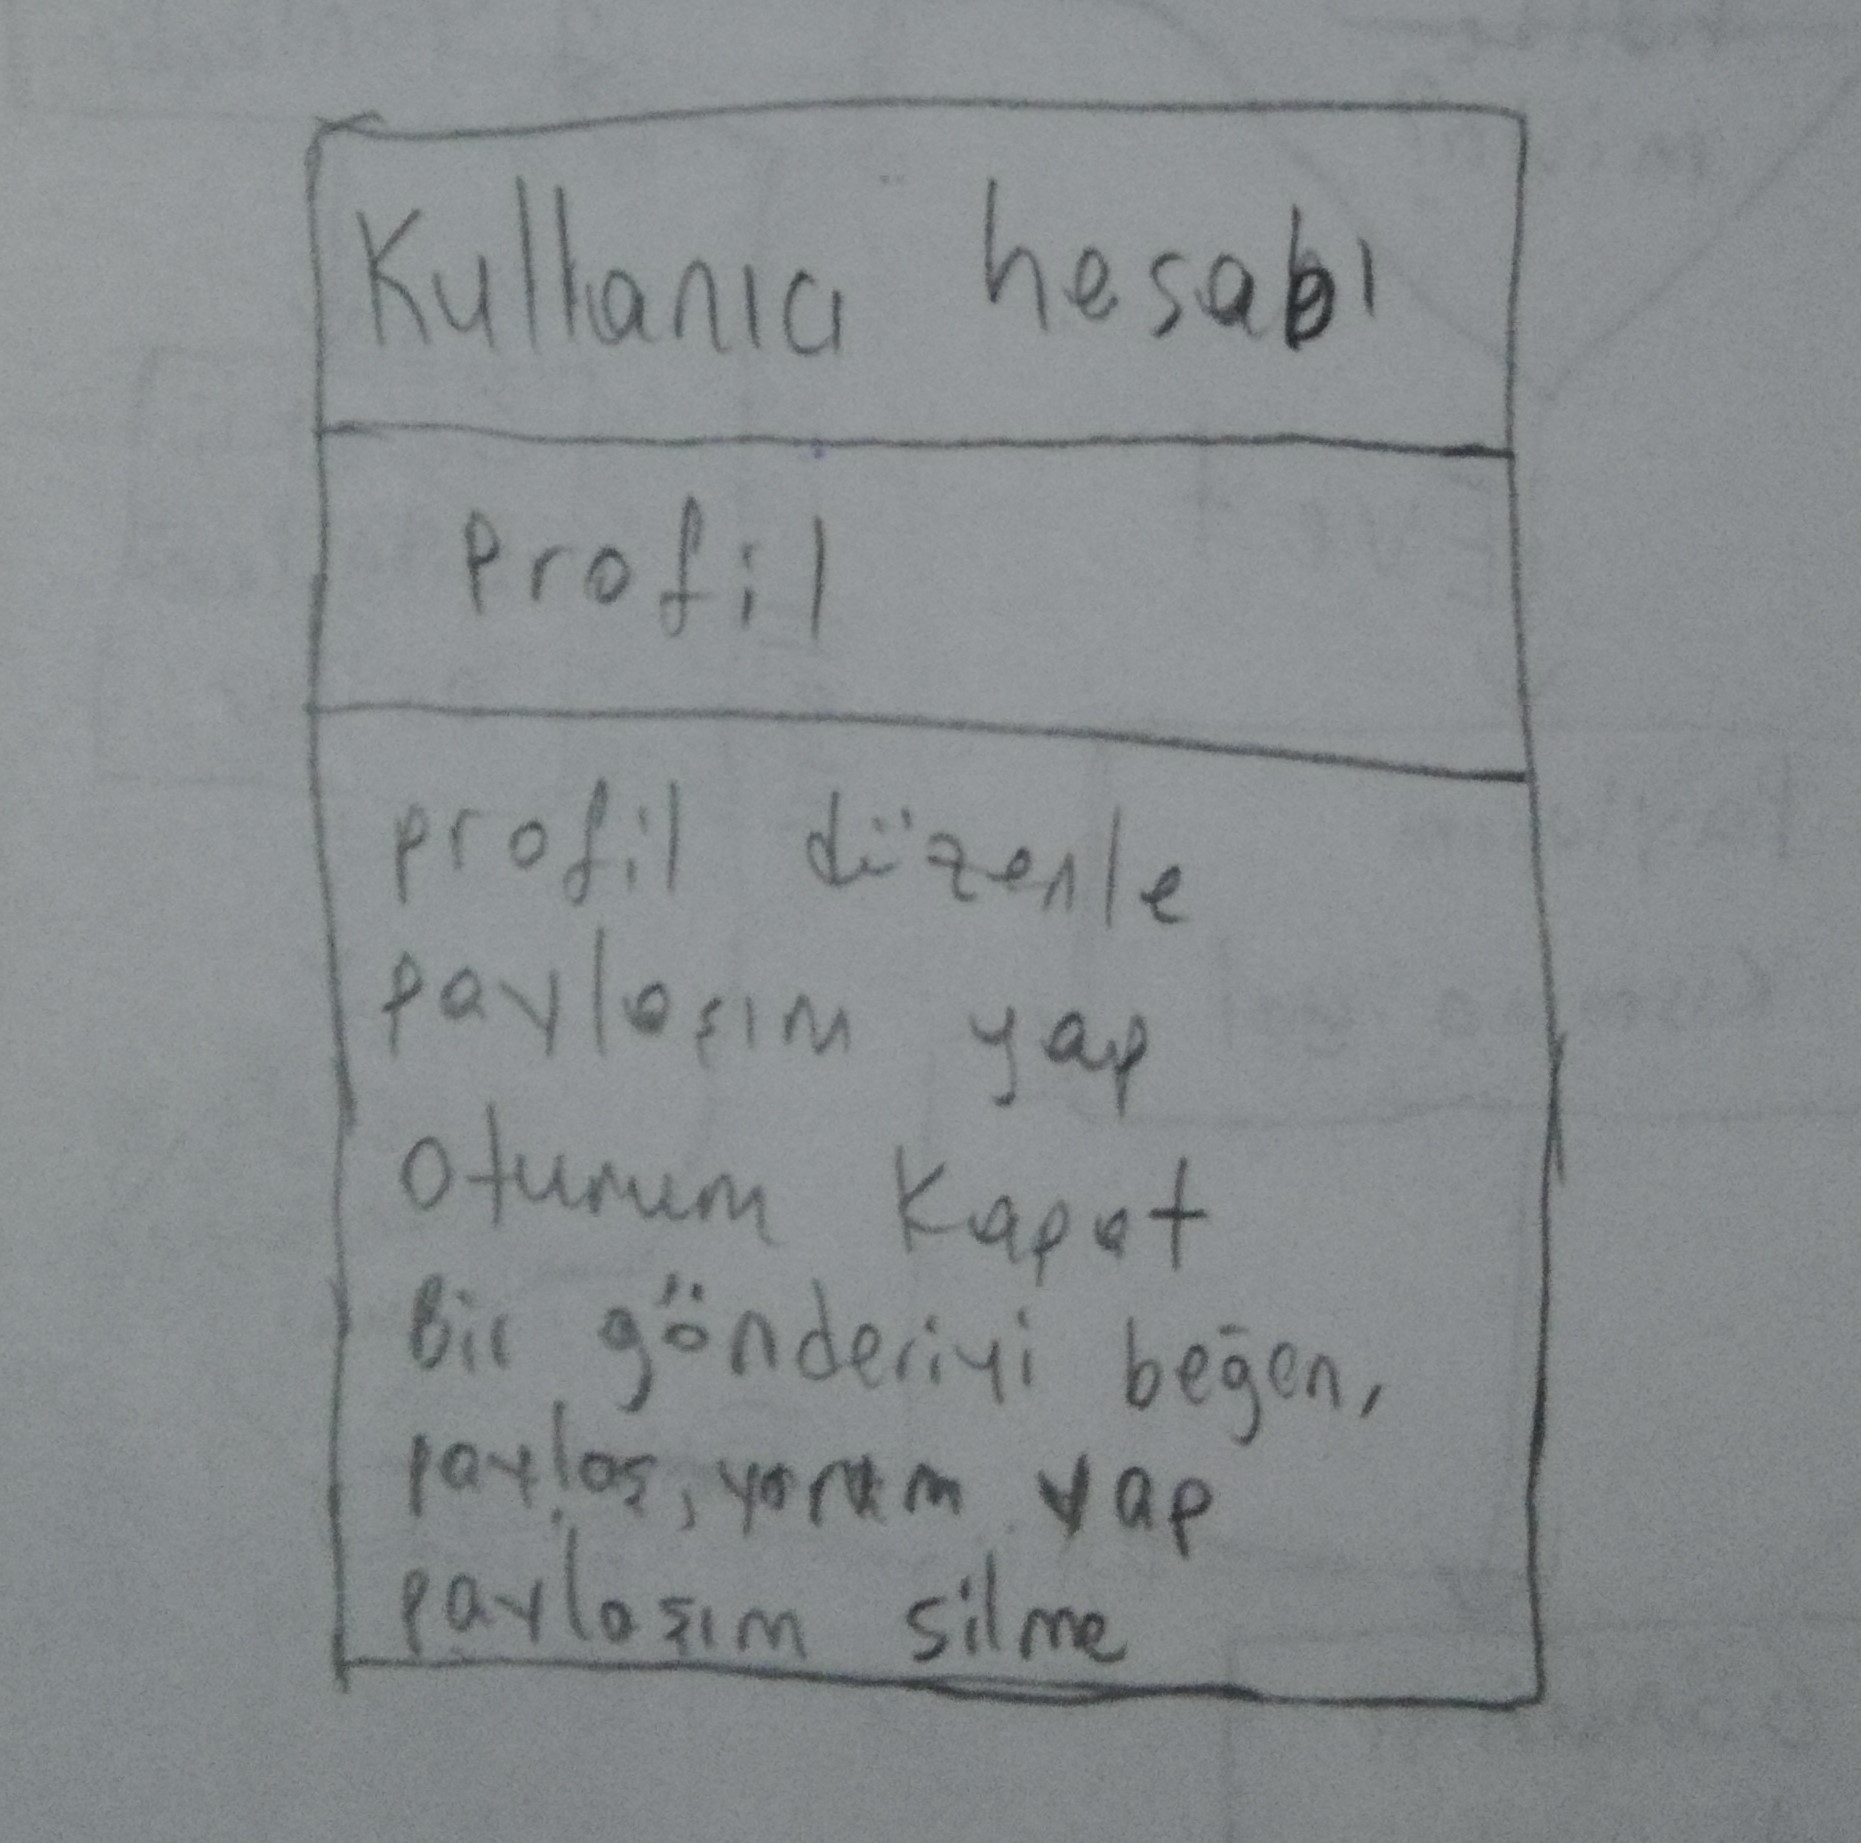 Kullanıcı hesabı
Profil
profil düzenle
paylaşım yap
oturum kapat
Bir gönderiyi beğen,
paylaş, yorum yap
paylaşım silme